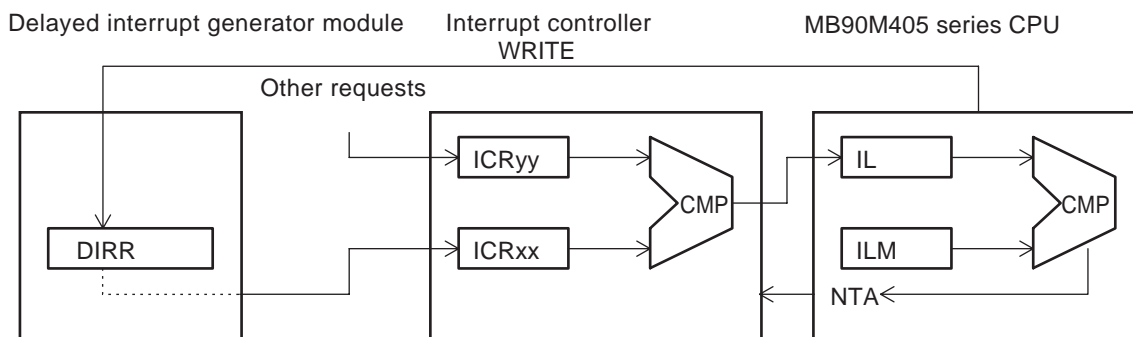 Delayed interrupt generator module
Interrupt controller
MB90M405 series CPU
WRITE
Other requests
ICRyy
IL
CMP
CMP
DIRR
ICRxx
ILM
NTA